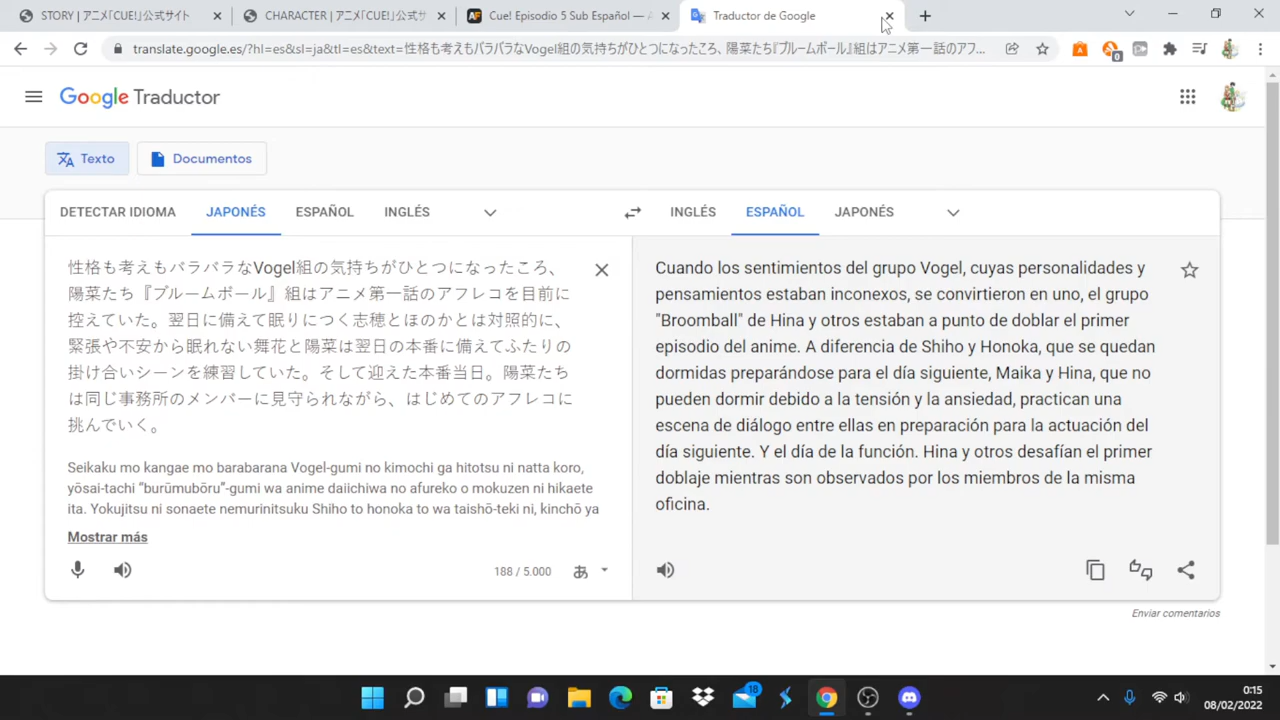 STORY | アニメ「CUE!」公式サイト
CHARACTER | アニメ「CUE!」公式サ
Cue! Episodio 5 Sub Español —
Traductor de Google
translate.google.es/?hl=es&sl=ja&tl=es&text=性格も考えもバラバラなVogel組の気持ちがひとつになったころ、陽菜たち『ブルームボール』組はアニメ第一話のアフ...
Google Traductor
Texto
Documentos
DETECTAR IDIOMA
JAPONÉS
ESPAÑOL
INGLÉS
INGLÉS
ESPAÑOL
JAPONÉS
性格も考えもバラバラなVogel組の気持ちがひとつになったころ、
陽菜たち『ブルームボール』組はアニメ第一話のアフレコを目前に
控えていた。翌日に備えて眠りにつく志穂とほのかとは対照的に、
緊張や不安から眠れない舞花と陽菜は翌日の本番に備えてふたりの
掛け合いシーンを練習していた。そして迎えた本番当日。陽菜たち
は同じ事務所のメンバーに見守られながら、はじめてのアフレコに
挑んでいく。
Seikaku mo kangae mo barabarana Vogel-gumi no kimochi ga hitotsu ni natta koro,
yōsai-tachi “burūmubōru”-gumi wa anime daiichiwa no afureko o mokuzen ni hikaete
ita. Yokujitsu ni sonaete nemurinitsuku Shiho to honoka to wa taishō-teki ni, kinchō ya
Mostrar más
188 / 5.000
あ
Cuando los sentimientos del grupo Vogel, cuyas personalidades y
pensamientos estaban inconexos, se convirtieron en uno, el grupo
"Broomball" de Hina y otros estaban a punto de doblar el primer
episodio del anime. A diferencia de Shiho y Honoka, que se quedan
dormidas preparándose para el día siguiente, Maika y Hina, que no
pueden dormir debido a la tensión y la ansiedad, practican una
escena de diálogo entre ellas en preparación para la actuación del
día siguiente. Y el día de la función. Hina y otros desafían el primer
doblaje mientras son observados por los miembros de la misma
oficina.
Enviar comentarios
0
18
0:15
08/02/2022